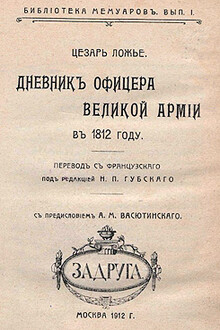 БИБЛІОТЕКА МЕМУАРОВЪ. ВЫП. I.
ЦЕЗАРЬ ЛОЖЬЕ.
ДНЕВНИКЪ ОФИЦЕРА
ВЕЛИКОЙ АРМІИ
ВЪ 1812 ГОДУ.
ПЕРЕВОДЪ СЪ ФРАНЦУЗСКАГО
ПОДЪ РЕДАКЦІЕЙ Н. П. ГУБСКАГО
СЪ ПРЕДИСЛОВІЕМЪ А. М. ВАСЮТИНСКАГО.
ЗАДРУГА
МОСКВА 1912 Г.